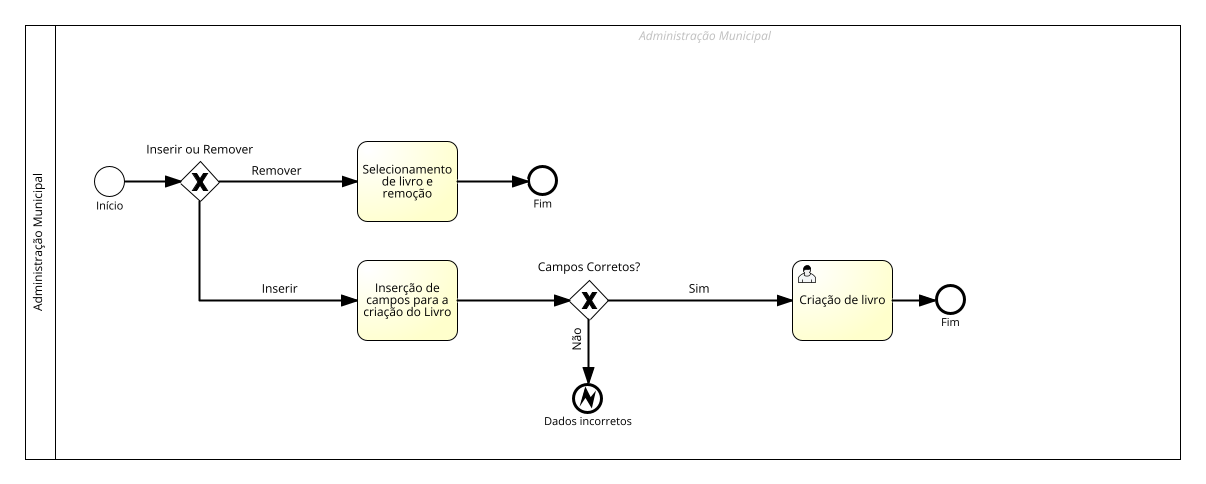 Administração Municipal
Administração Municipal
Inserir ou Remover
Remover
Início
Selecionamento
de livro e
remoção
Fim
Inserir
Inserção de
campos para a
criação do Livro
Campos Corretos?
Sim
Não
Dados incorretos
Criação de livro
Fim